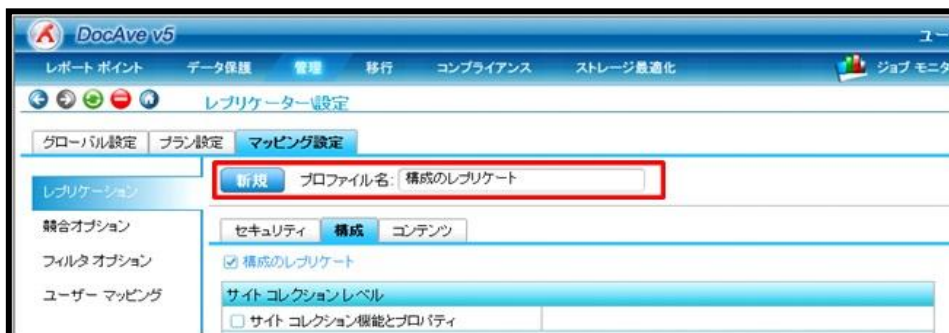 DocAve v5
ユー
レポート ポイント データ保護 管理 移行 コンプライアンス ストレージ最適化 ジョブ モニタ
レプリケーター\設定
グローバル設定 プラン設定 マッピング設定
新規 プロファイル名: 構成のレプリケート
レプリケーション
競合オプション
セキュリティ 構成 コンテンツ
フィルタ オプション
構成のレプリケート
ユーザー マッピング
サイト コレクション レベル
サイト コレクション機能とプロパティ